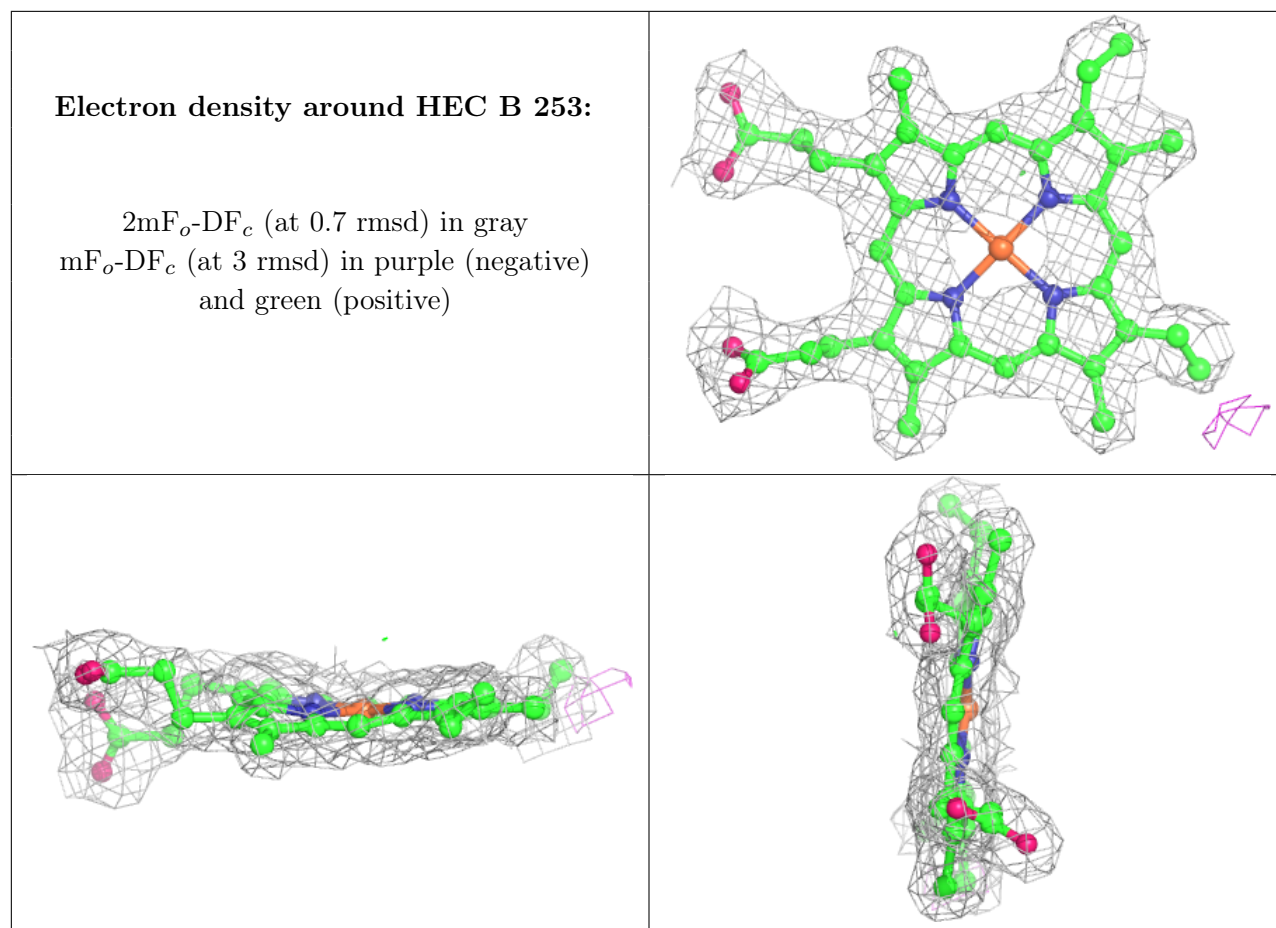 Electron density around HEC B 253:
2mFo-DFc (at 0.7 rmsd) in gray
mFo-DFc (at 3 rmsd) in purple (negative)
and green (positive)